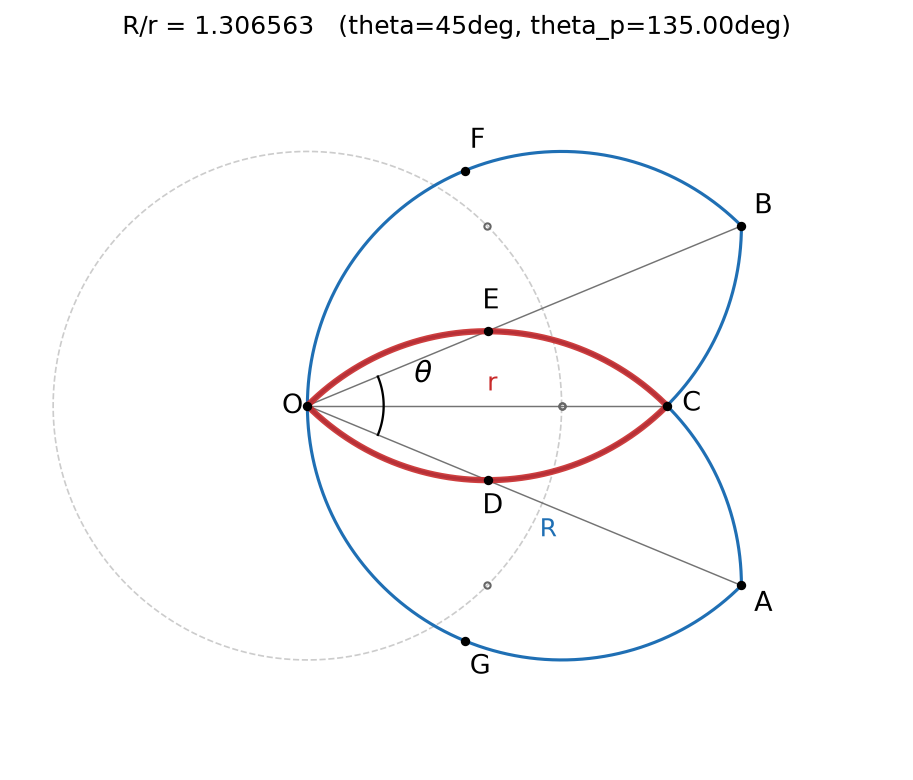 R/r = 1.306563   (theta=45deg, theta_p=135.00deg)
F
B
E
θ
r
O
C
D
R
A
G